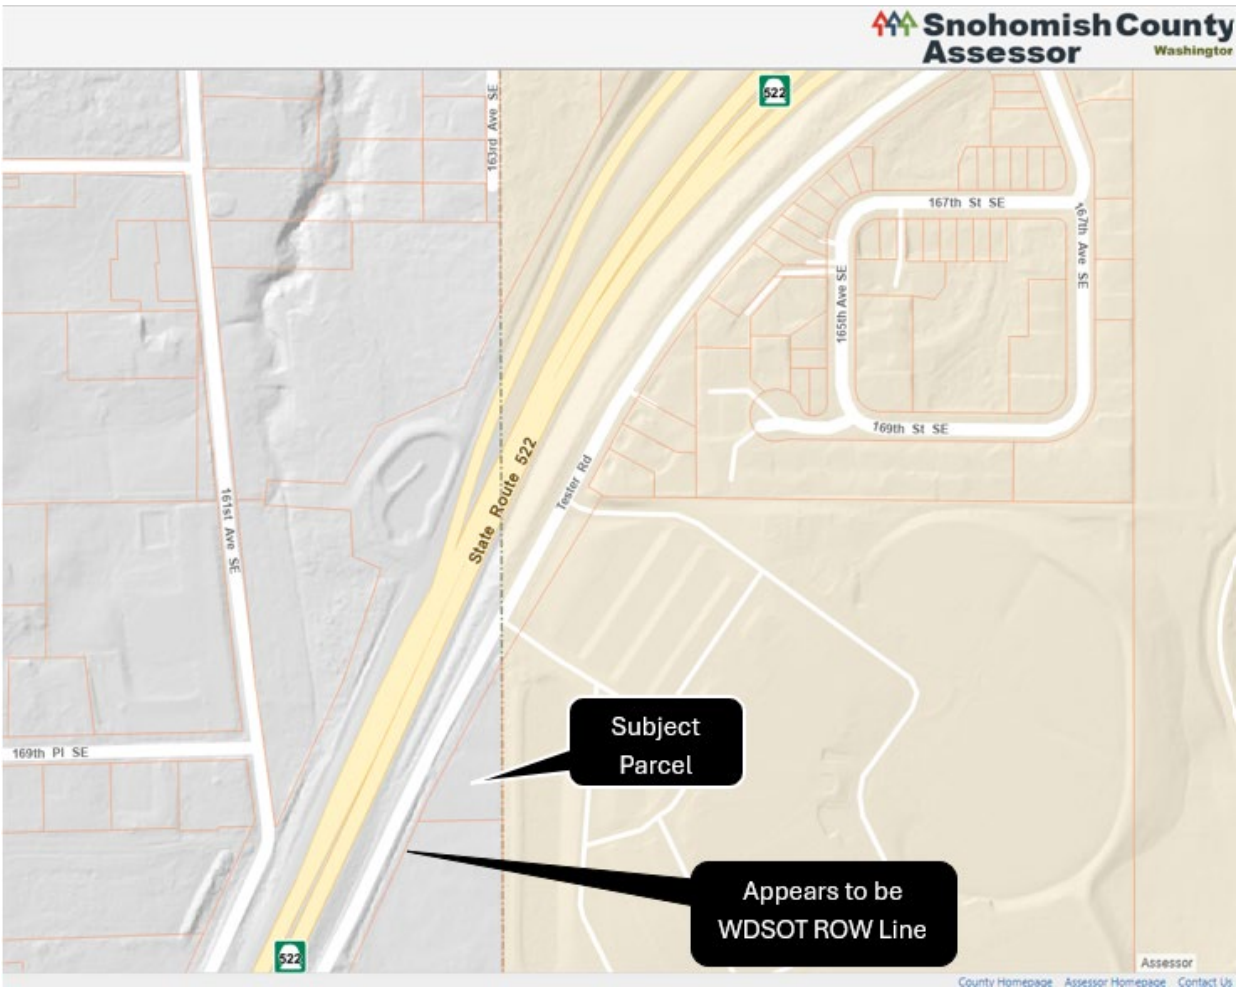 Snohomish County
Assessor
Washington
522
163rd Ave SE
167th St SE
167th Ave SE
165th Ave SE
169th St SE
State Route 522
Tester Rd
161st Ave SE
169th Pl SE
Subject
Parcel
Appears to be
WDSOT ROW Line
522
Assessor
County Homepage Assessor Homepage Contact Us